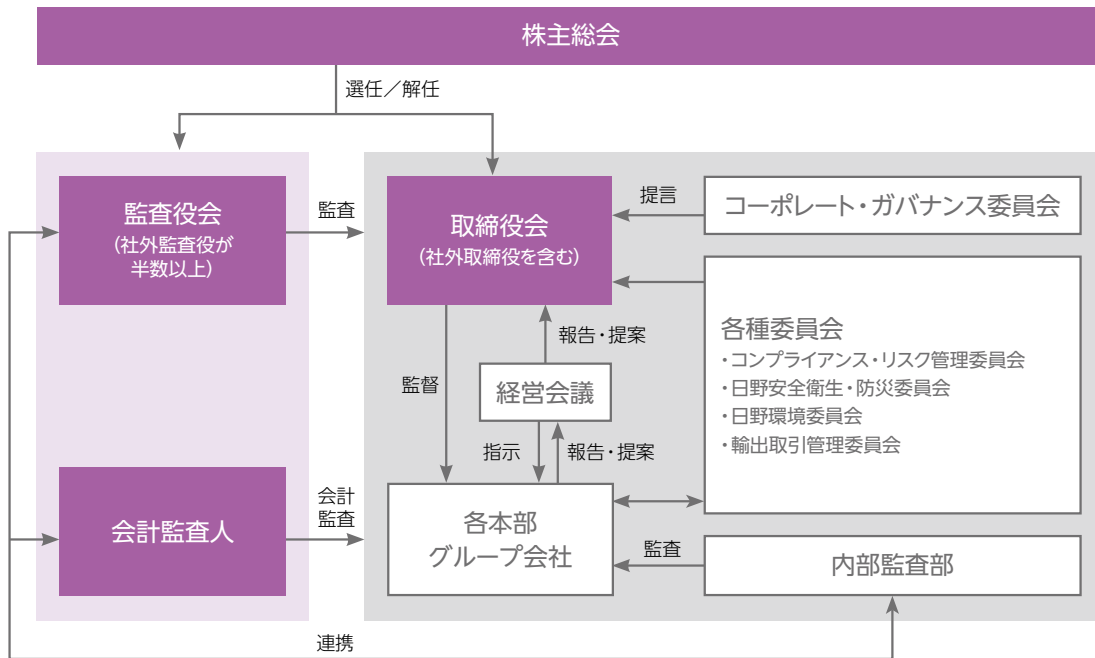 株主総会
選任／解任
監査役会
（社外監査役が
半数以上）
監査
取締役会
（社外取締役を含む）
提言
コーポレート・ガバナンス委員会
各種委員会
・コンプライアンス・リスク管理委員会
・日野安全衛生・防災委員会
・日野環境委員会
・輸出取引管理委員会
報告・提案
監督
経営会議
指示
報告・提案
会計監査人
会計
監査
各本部
グループ会社
監査
内部監査部
連携